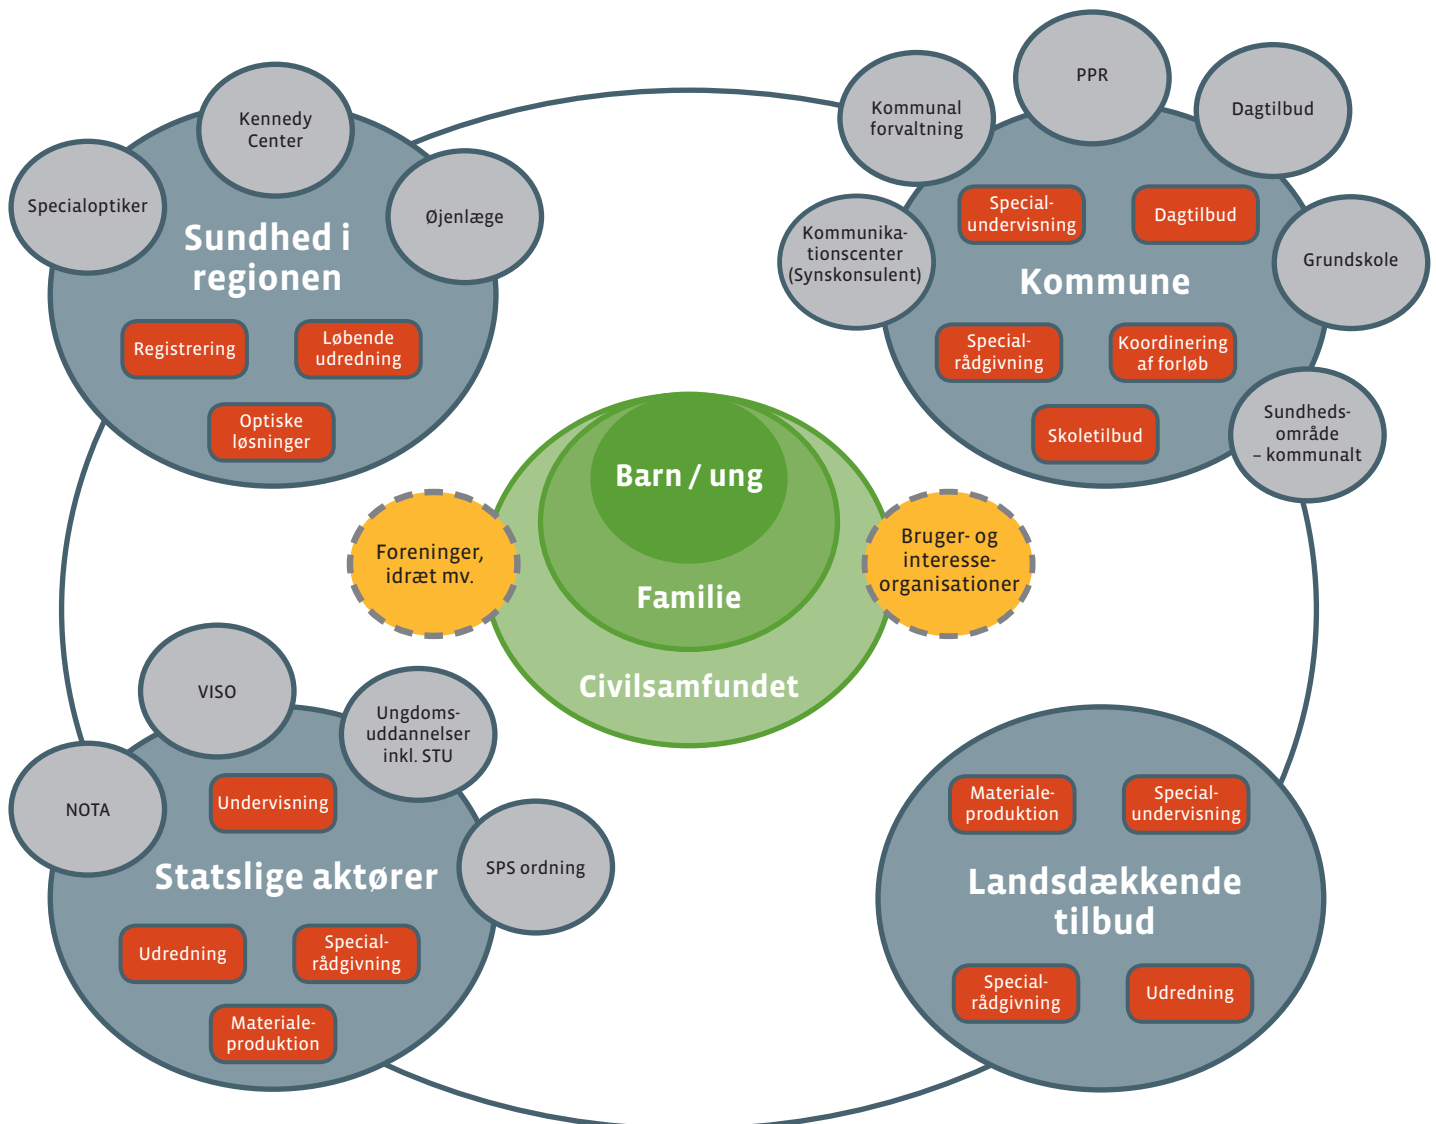 Kennedy
Center
Specialoptiker
Øjenlæge
Sundhed i
regionen
Registrering
Løbende
udredning
Optiske
løsninger
PPR
Kommunal
forvaltning
Dagtilbud
Kommunika-
tionscenter
(Synskonsulent)
Special-
undervisning
Dagtilbud
Grundskole
Kommune
Special-
rådgivning
Koordinering
af forløb
Skoletilbud
Sundheds-
område
– kommunalt
Barn / ung
Familie
Civilsamfundet
Foreninger,
idræt mv.
Bruger- og
interesse-
organisationer
VISO
Ungdoms-
uddannelser
inkl. STU
NOTA
Undervisning
SPS ordning
Statslige aktører
Udredning
Special-
rådgivning
Materiale-
produktion
Materiale-
produktion
Special-
undervisning
Landsdækkende
tilbud
Special-
rådgivning
Udredning